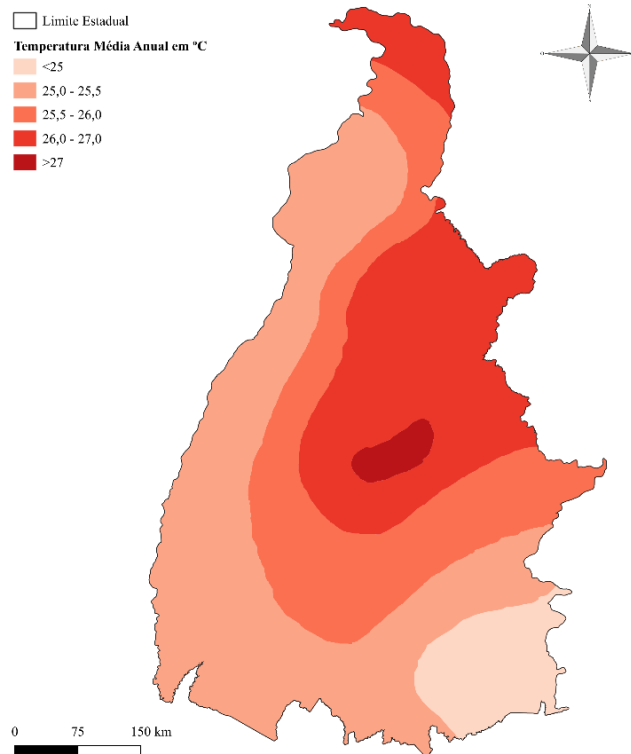 Limite Estadual
Temperatura Média Anual em ºC
<25
25,0 - 25,5
25,5 - 26,0
26,0 - 27,0
>27
0 75 150 km